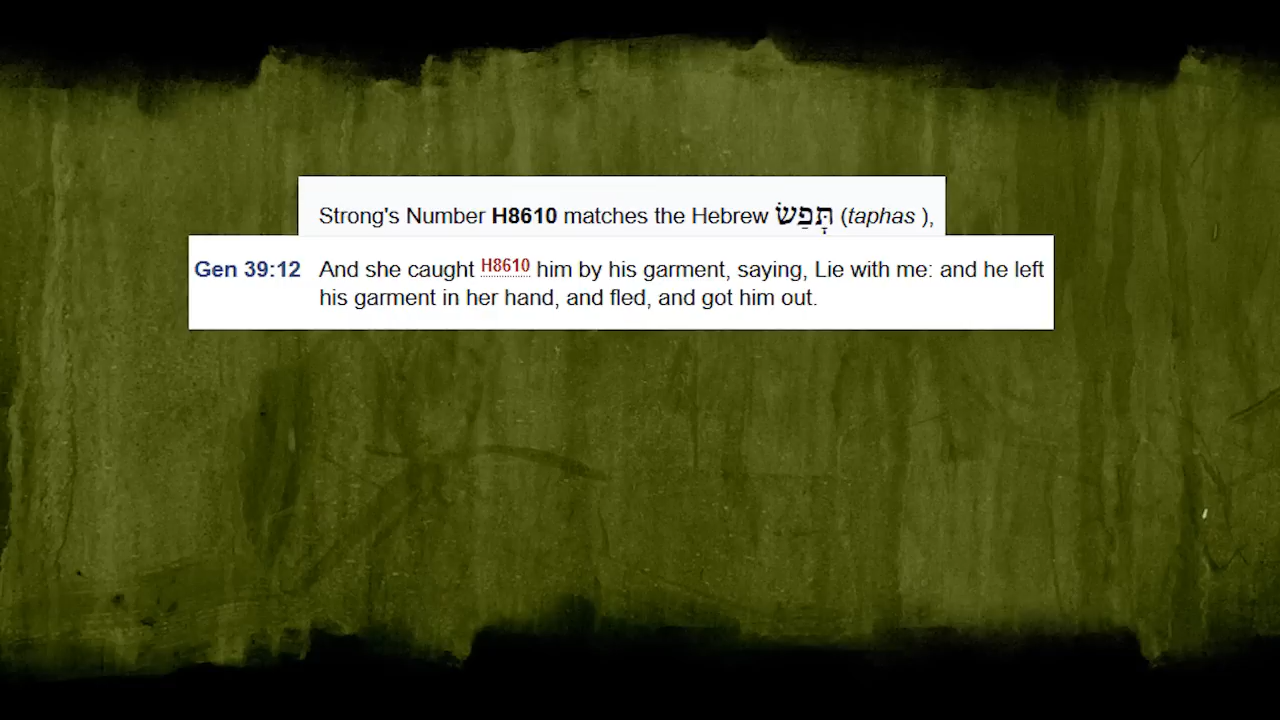 Strong's Number H8610 matches the Hebrew תָּפַשׂ (taphas ),
Gen 39:12 And she caught H8610 him by his garment, saying, Lie with me: and he left
his garment in her hand, and fled, and got him out.